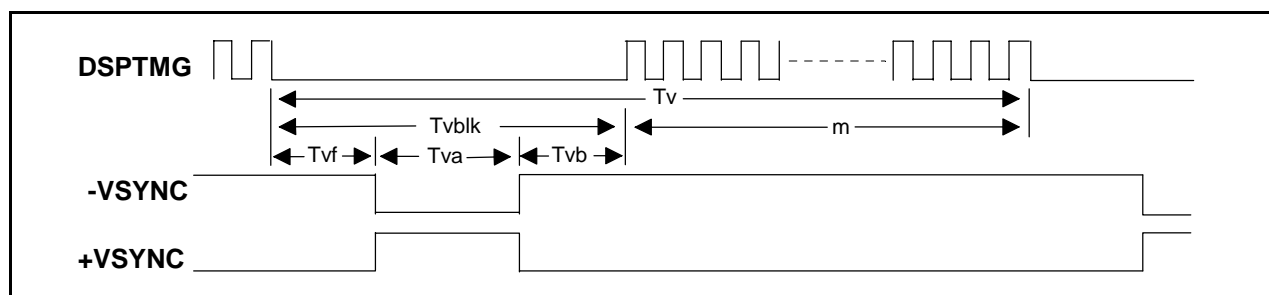 DSPTMG
Tv
Tvblk
m
Tvf
Tva
Tvb
-VSYNC
+VSYNC